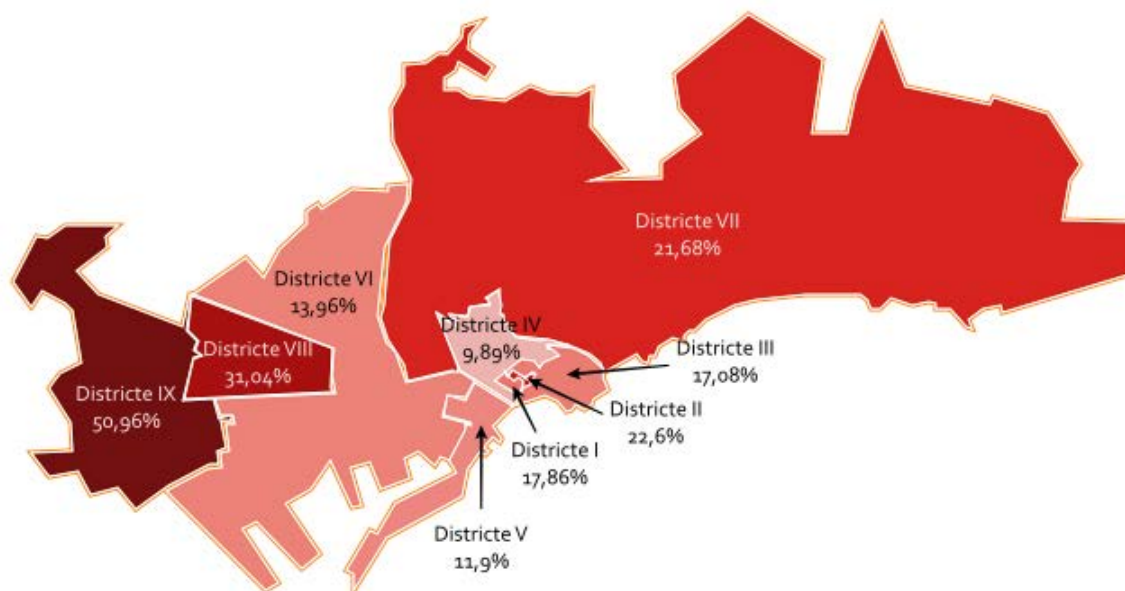 Districte VII
21,68%
Districte VI
13,96%
Districte IV
9,89%
Districte VIII
31,04%
Districte III
17,08%
Districte IX
50,96%
Districte II
22,6%
Districte I
17,86%
Districte V
11,9%